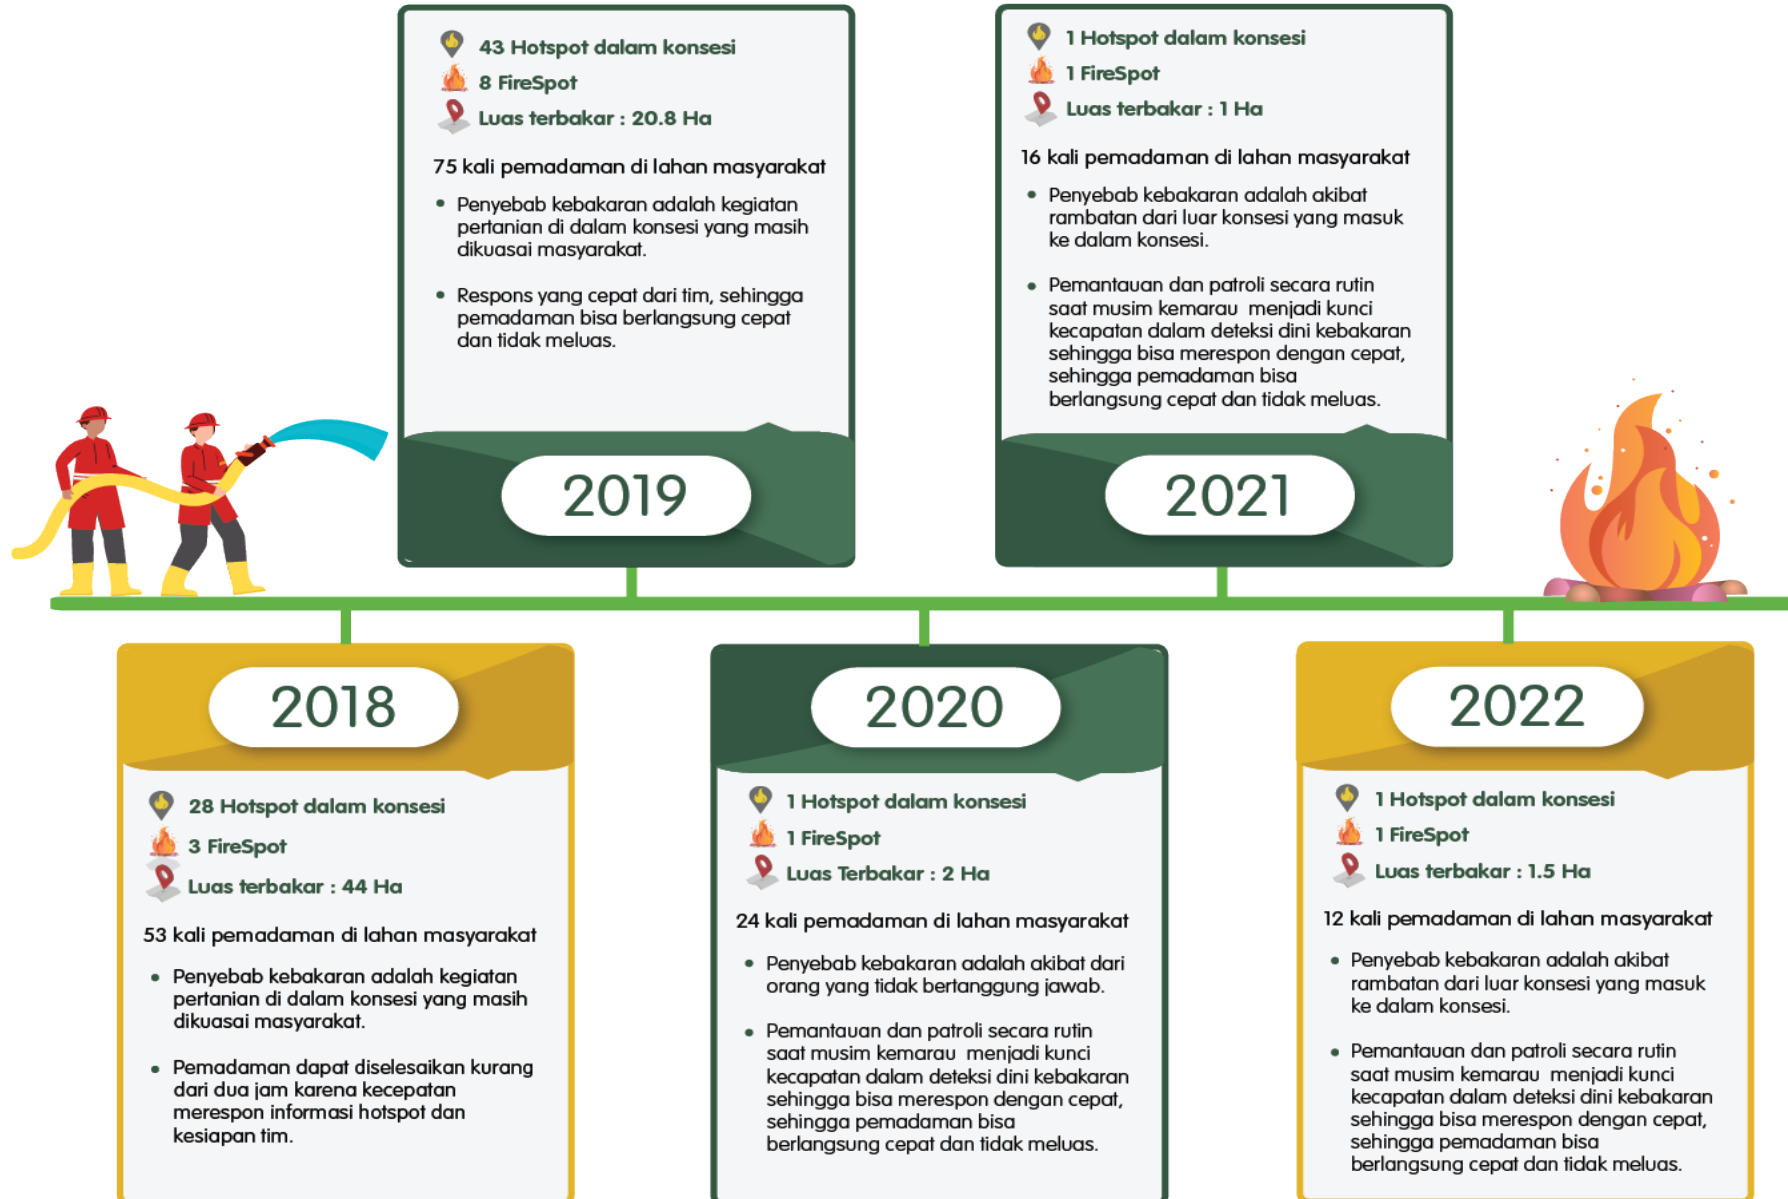 43 Hotspot dalam konsesi
8 FireSpot
Luas terbakar : 20.8 Ha
75 kali pemadaman di lahan masyarakat
• Penyebab kebakaran adalah kegiatan
pertanian di dalam konsesi yang masih
dikuasai masyarakat.
• Respons yang cepat dari tim, sehingga
pemadaman bisa berlangsung cepat
dan tidak meluas.
2019
1 Hotspot dalam konsesi
1 FireSpot
Luas terbakar : 1 Ha
16 kali pemadaman di lahan masyarakat
• Penyebab kebakaran adalah akibat
rambatan dari luar konsesi yang masuk
ke dalam konsesi.
• Pemantauan dan patroli secara rutin
saat musim kemarau menjadi kunci
kecapatan dalam deteksi dini kebakaran
sehingga bisa merespon dengan cepat,
sehingga pemadaman bisa
berlangsung cepat dan tidak meluas.
2021
2018
28 Hotspot dalam konsesi
3 FireSpot
Luas terbakar : 44 Ha
53 kali pemadaman di lahan masyarakat
• Penyebab kebakaran adalah kegiatan
pertanian di dalam konsesi yang masih
dikuasai masyarakat.
• Pemadaman dapat diselesaikan kurang
dari dua jam karena kecepatan
merespon informasi hotspot dan
kesiapan tim.
2020
1 Hotspot dalam konsesi
1 FireSpot
Luas Terbakar : 2 Ha
24 kali pemadaman di lahan masyarakat
• Penyebab kebakaran adalah akibat dari
orang yang tidak bertanggung jawab.
• Pemantauan dan patroli secara rutin
saat musim kemarau menjadi kunci
kecapatan dalam deteksi dini kebakaran
sehingga bisa merespon dengan cepat,
sehingga pemadaman bisa
berlangsung cepat dan tidak meluas.
2022
1 Hotspot dalam konsesi
1 FireSpot
Luas terbakar : 1.5 Ha
12 kali pemadaman di lahan masyarakat
• Penyebab kebakaran adalah akibat
rambatan dari luar konsesi yang masuk
ke dalam konsesi.
• Pemantauan dan patroli secara rutin
saat musim kemarau menjadi kunci
kecapatan dalam deteksi dini kebakaran
sehingga bisa merespon dengan cepat,
sehingga pemadaman bisa
berlangsung cepat dan tidak meluas.